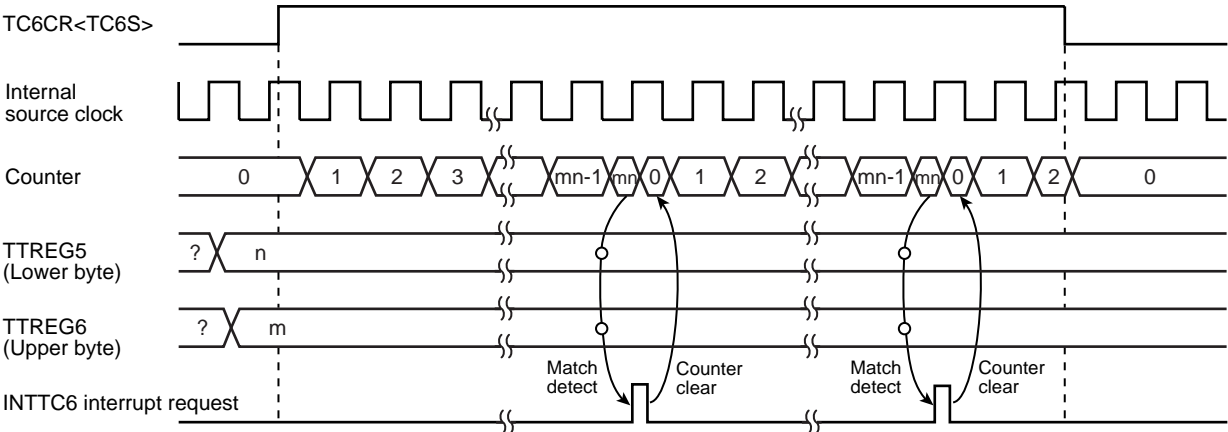 TC6CR<TC6S>
Internal
source clock
Counter
0 1 2 3 mn-1 mn 0 1 2 mn-1 mn 0 1 2 0
TTREG5
(Lower byte)
? n
TTREG6
(Upper byte)
? m
Match
detect
Counter
clear
Match
detect
Counter
clear
INTTC6 interrupt request